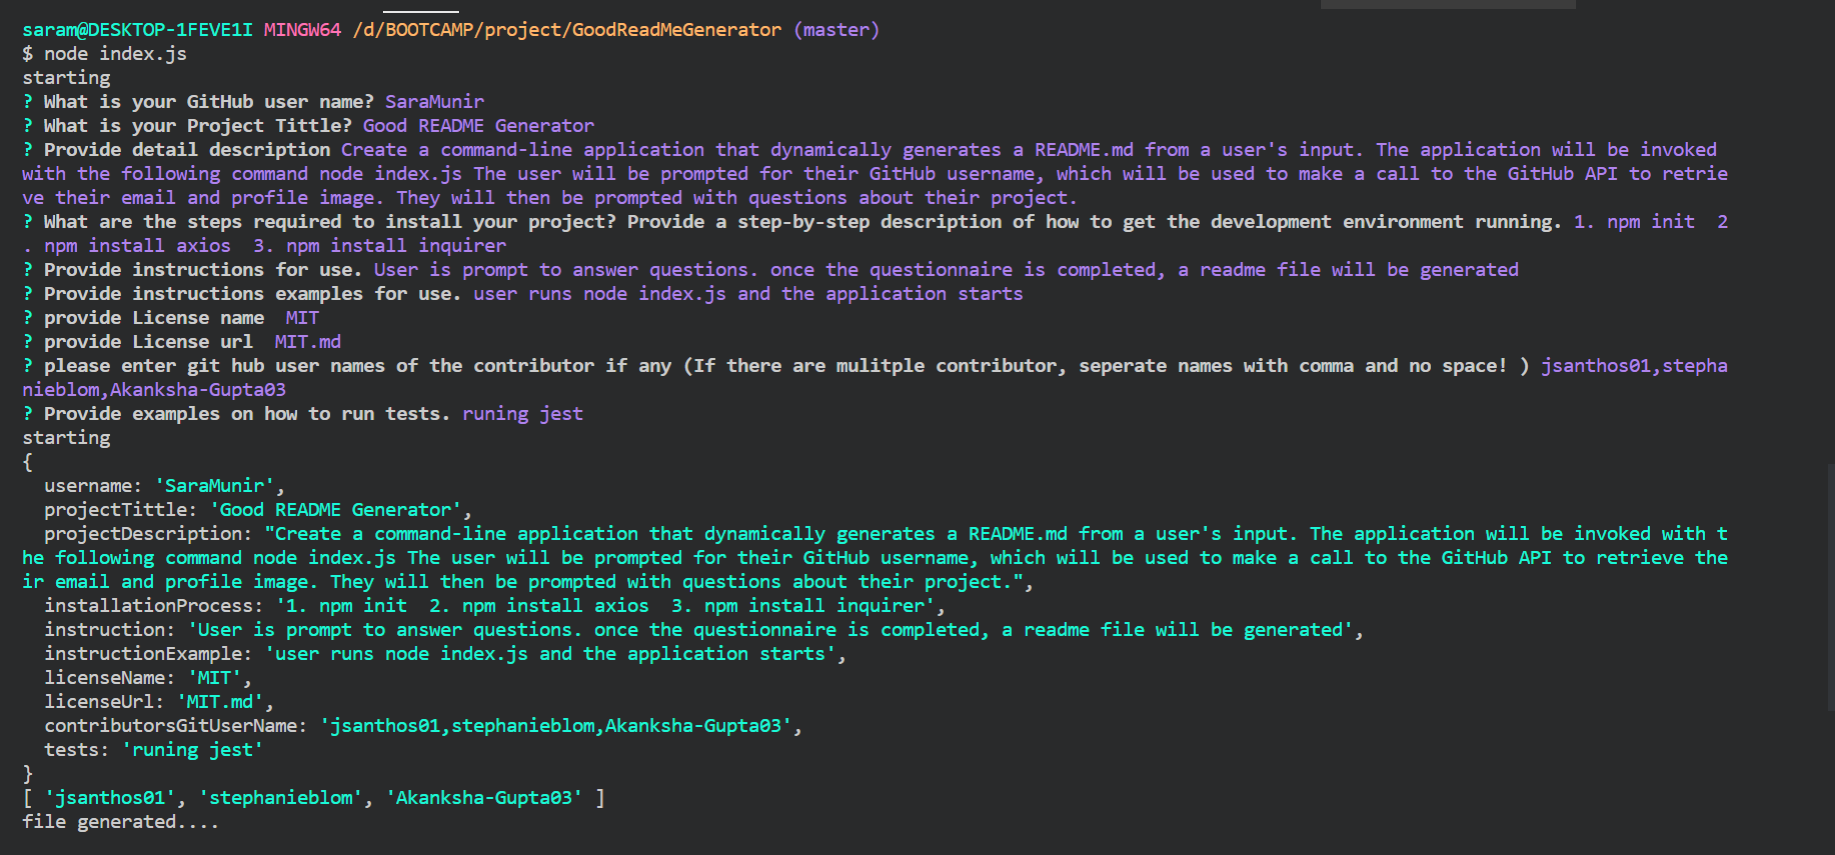 saram@DESKTOP-1FEVE1I MINGW64 /d/BOOTCAMP/project/GoodReadMeGenerator (master)
$ node index.js
starting
? What is your GitHub user name? SaraMunir
? What is your Project Tittle? Good README Generator
? Provide detail description Create a command-line application that dynamically generates a README.md from a user's input. The application will be invoked
with the following command node index.js The user will be prompted for their GitHub username, which will be used to make a call to the GitHub API to retrie
ve their email and profile image. They will then be prompted with questions about their project.
? What are the steps required to install your project? Provide a step-by-step description of how to get the development environment running. 1. npm init  2
. npm install axios  3. npm install inquirer
? Provide instructions for use. User is prompt to answer questions. once the questionnaire is completed, a readme file will be generated
? Provide instructions examples for use. user runs node index.js and the application starts
? provide License name  MIT
? provide License url  MIT.md
? please enter git hub user names of the contributor if any (If there are mulitple contributor, seperate names with comma and no space! ) jsanthos01,stepha
nieblom,Akanksha-Gupta03
? Provide examples on how to run tests. runing jest
starting
{
  username: 'SaraMunir',
  projectTittle: 'Good README Generator',
  projectDescription: "Create a command-line application that dynamically generates a README.md from a user's input. The application will be invoked with t
he following command node index.js The user will be prompted for their GitHub username, which will be used to make a call to the GitHub API to retrieve the
ir email and profile image. They will then be prompted with questions about their project.",
  installationProcess: '1. npm init  2. npm install axios  3. npm install inquirer',
  instruction: 'User is prompt to answer questions. once the questionnaire is completed, a readme file will be generated',
  instructionExample: 'user runs node index.js and the application starts',
  licenseName: 'MIT',
  licenseUrl: 'MIT.md',
  contributorsGitUserName: 'jsanthos01,stephanieblom,Akanksha-Gupta03',
  tests: 'runing jest'
}
[ 'jsanthos01', 'stephanieblom', 'Akanksha-Gupta03' ]
file generated....